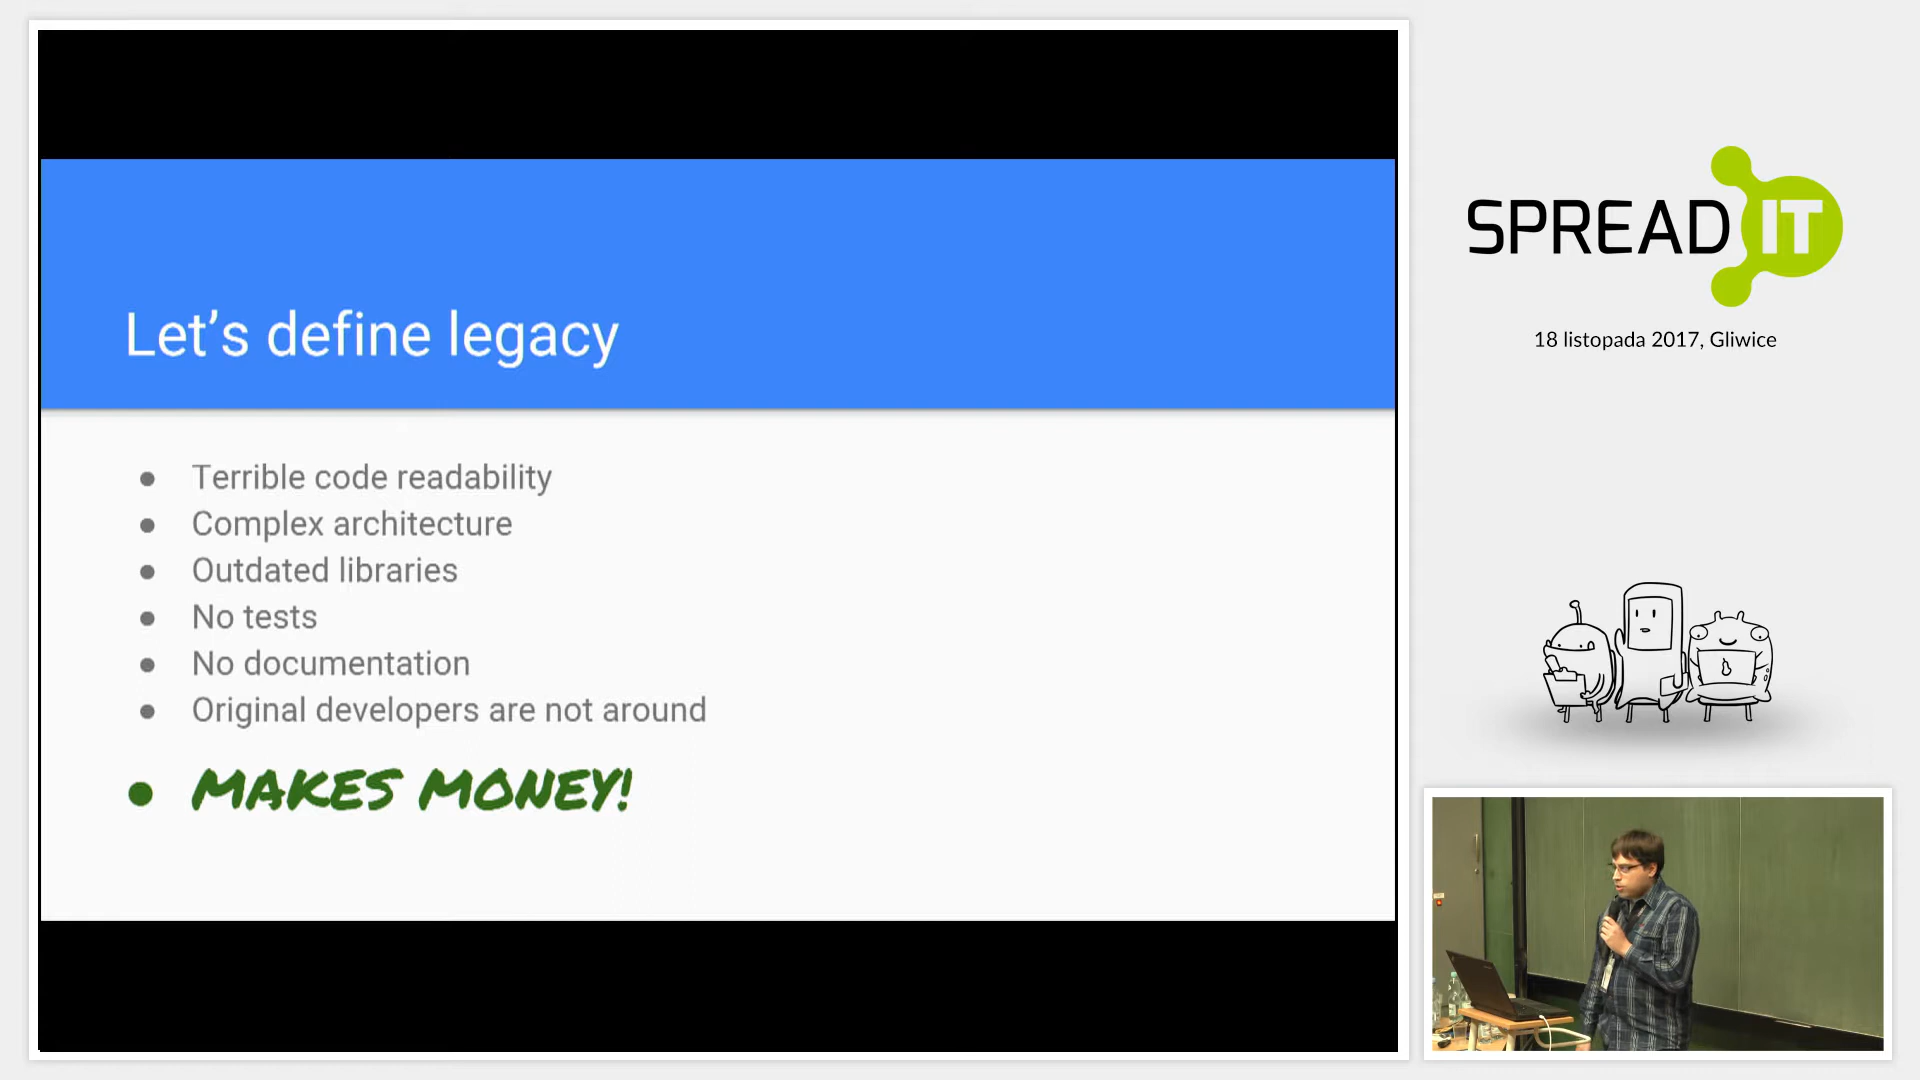 Let’s define legacy
● Terrible code readability
● Complex architecture
● Outdated libraries
● No tests
● No documentation
● Original developers are not around
● MAKES MONEY!
SPREAD IT
18 listopada 2017, Gliwice